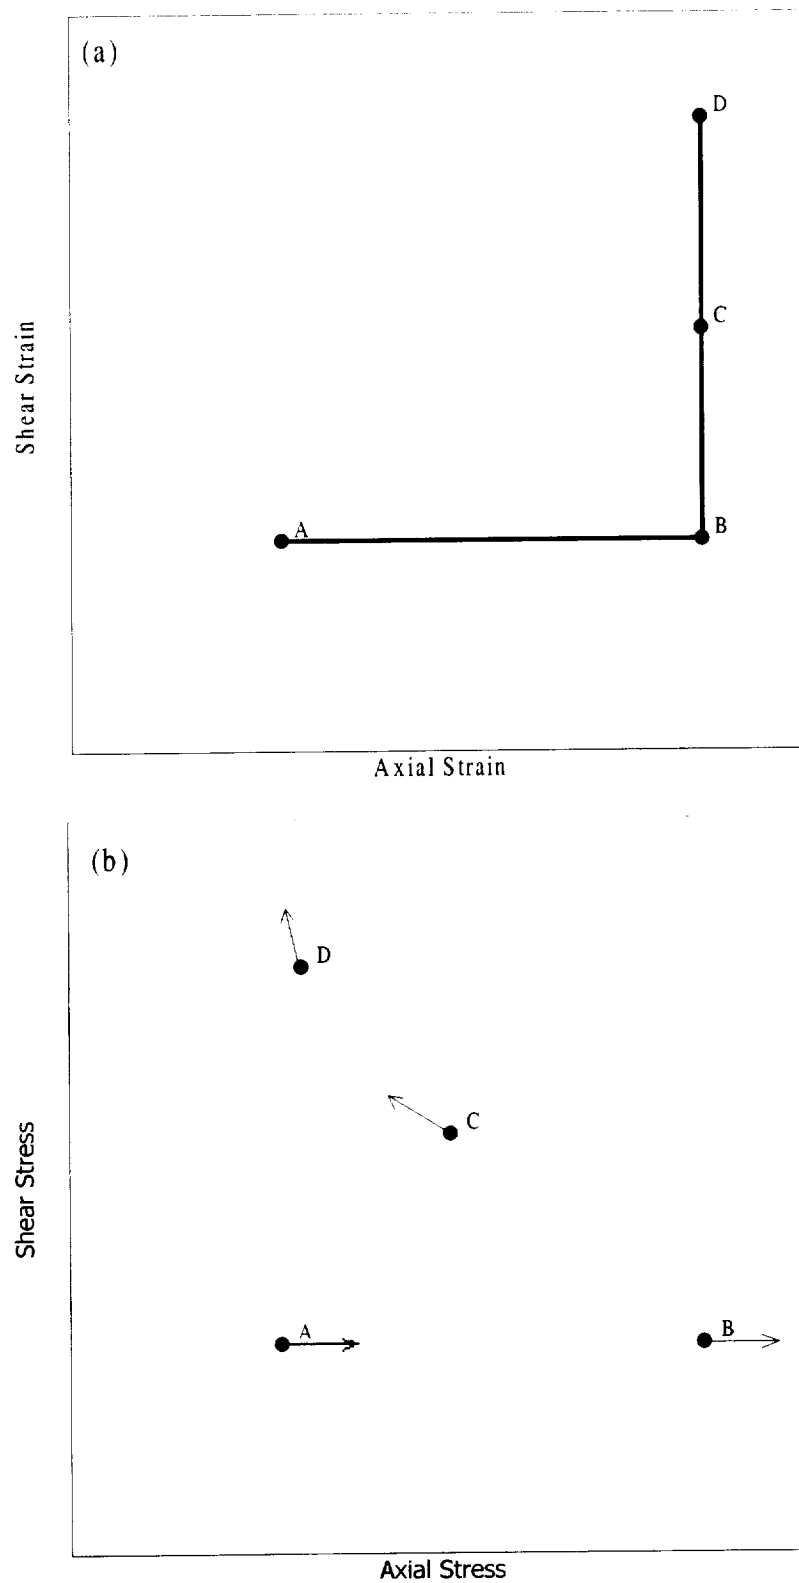 (a)
D
C
Shear Strain
A
B
Axial Strain
(b)
D
C
Shear Stress
A
B
Axial Stress